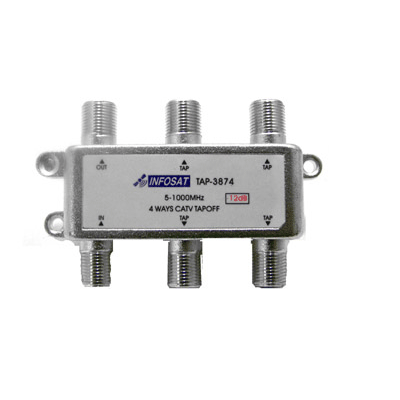 OUT TAP TAP
INFOSAT TAP-3874
5-1000MHz 12dB
4 WAYS CATV TAPOFF
IN TAP TAP